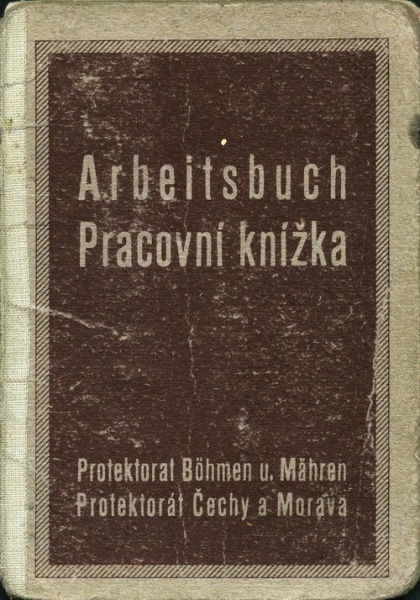 Arbeitsbuch
Pracovní knížka
Protektorat Böhmen u. Mähren
Protektorát Čechy a Morava